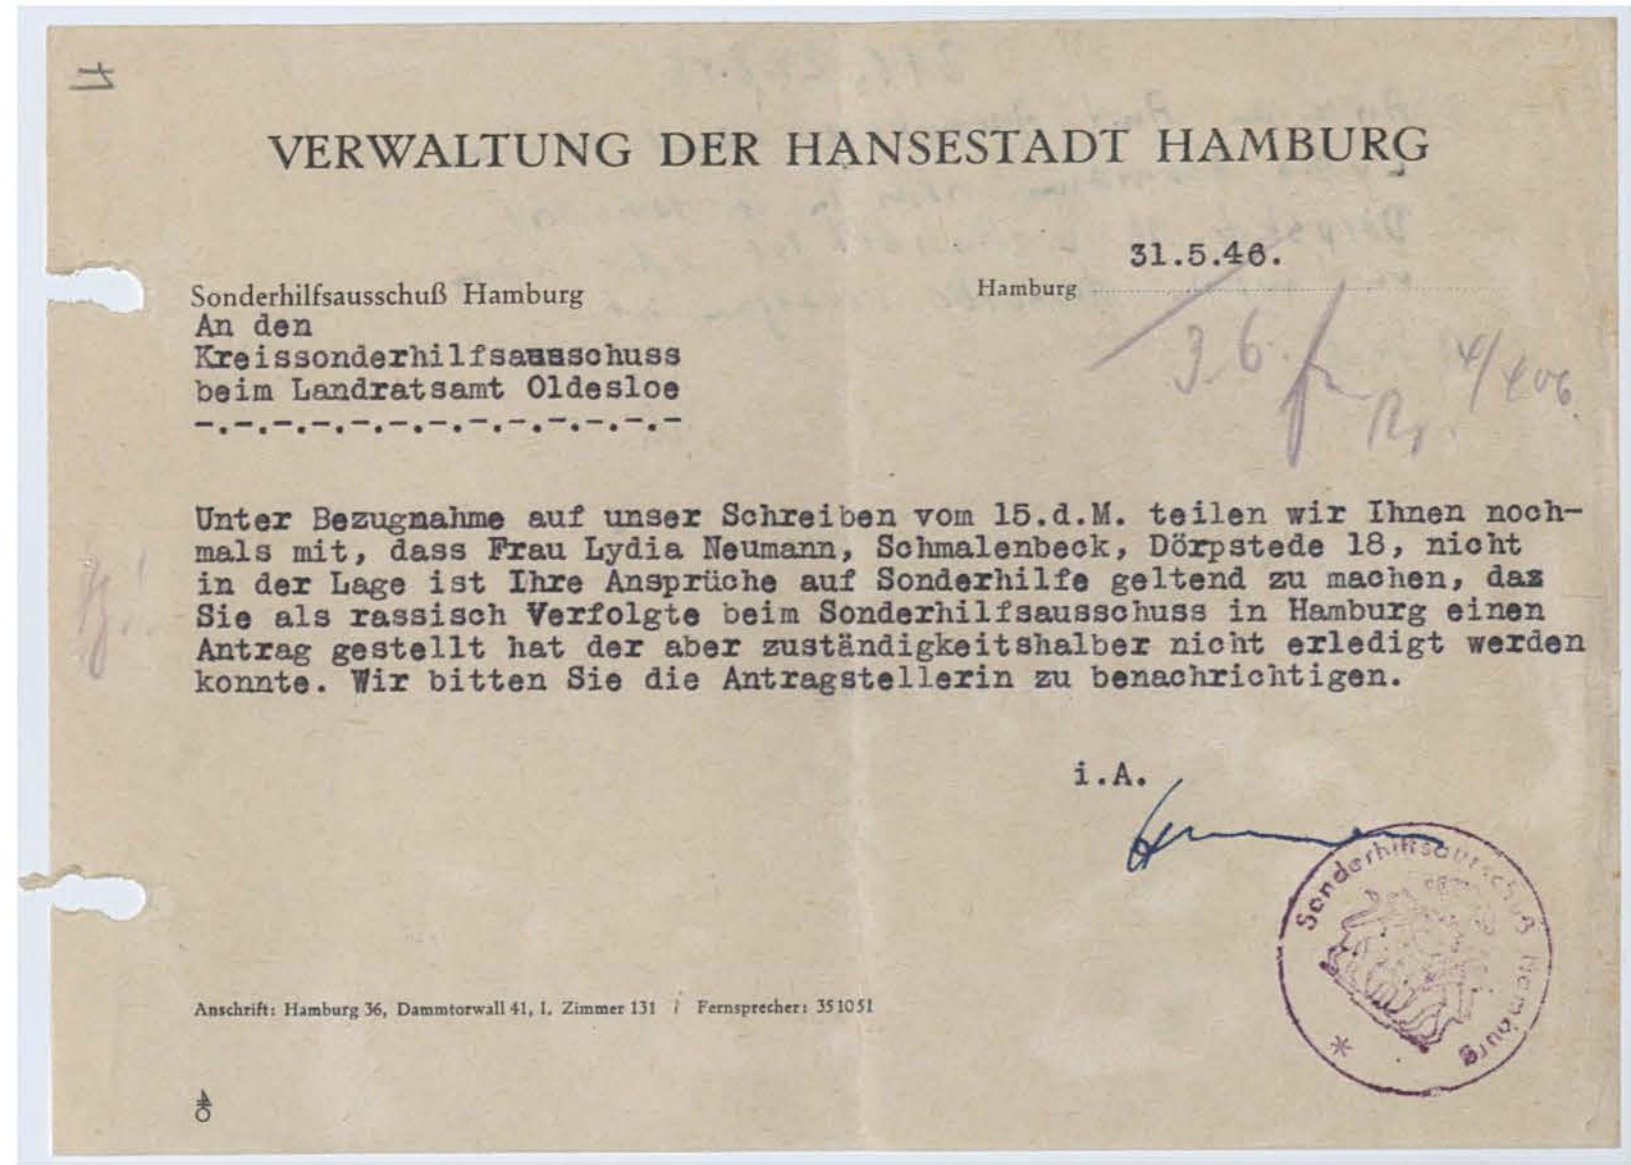 VERWALTUNG DER HANSESTADT HAMBURG
31.5.46.
Sonderhilfsausschuß Hamburg
Hamburg
An den
Kreissonderhilfsausschuss
beim Landratsamt Oldesloe
-.-.-.-.-.-.-.-.-.-.-.-.-
3.6.
Unter Bezugnahme auf unser Schreiben vom 15.d.M. teilen wir Ihnen noch-
mals mit, dass Frau Lydia Neumann, Schmalenbeck, Dörpstede 18, nicht
in der Lage ist Ihre Ansprüche auf Sonderhilfe geltend zu machen, da
Sie als rassisch Verfolgte beim Sonderhilfsausschuss in Hamburg einen
Antrag gestellt hat der aber zuständigkeitshalber nicht erledigt werden
konnte. Wir bitten Sie die Antragstellerin zu benachrichtigen.
i.A.
Sonderhilfsausschuß Hamburg
Anschrift: Hamburg 36, Dammtorwall 41, I. Zimmer 131 / Fernsprecher: 351051